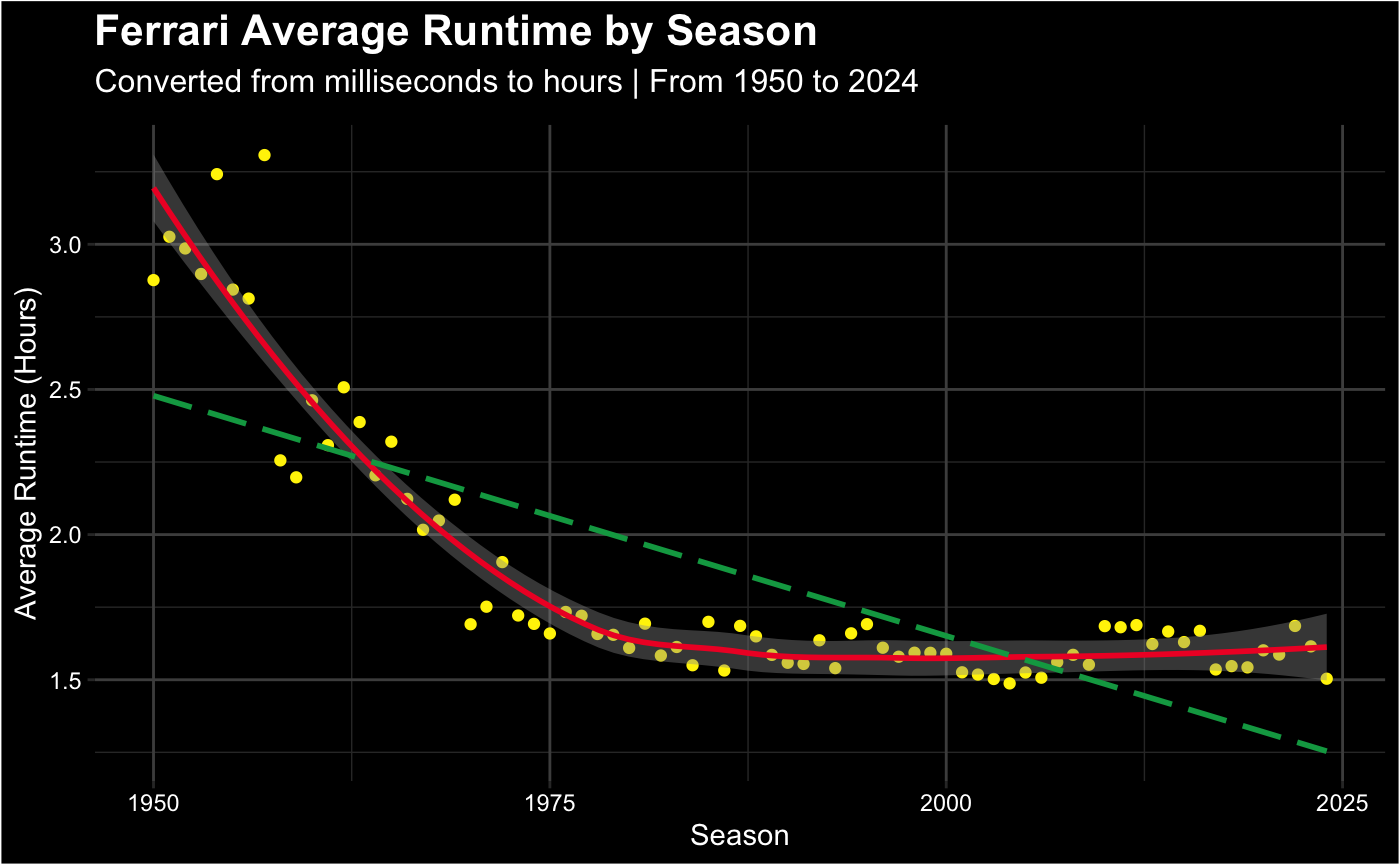 Ferrari Average Runtime by Season
Converted from milliseconds to hours | From 1950 to 2024
Average Runtime (Hours)
3.0
2.5
2.0
1.5
1950 1975 2000 2025
Season